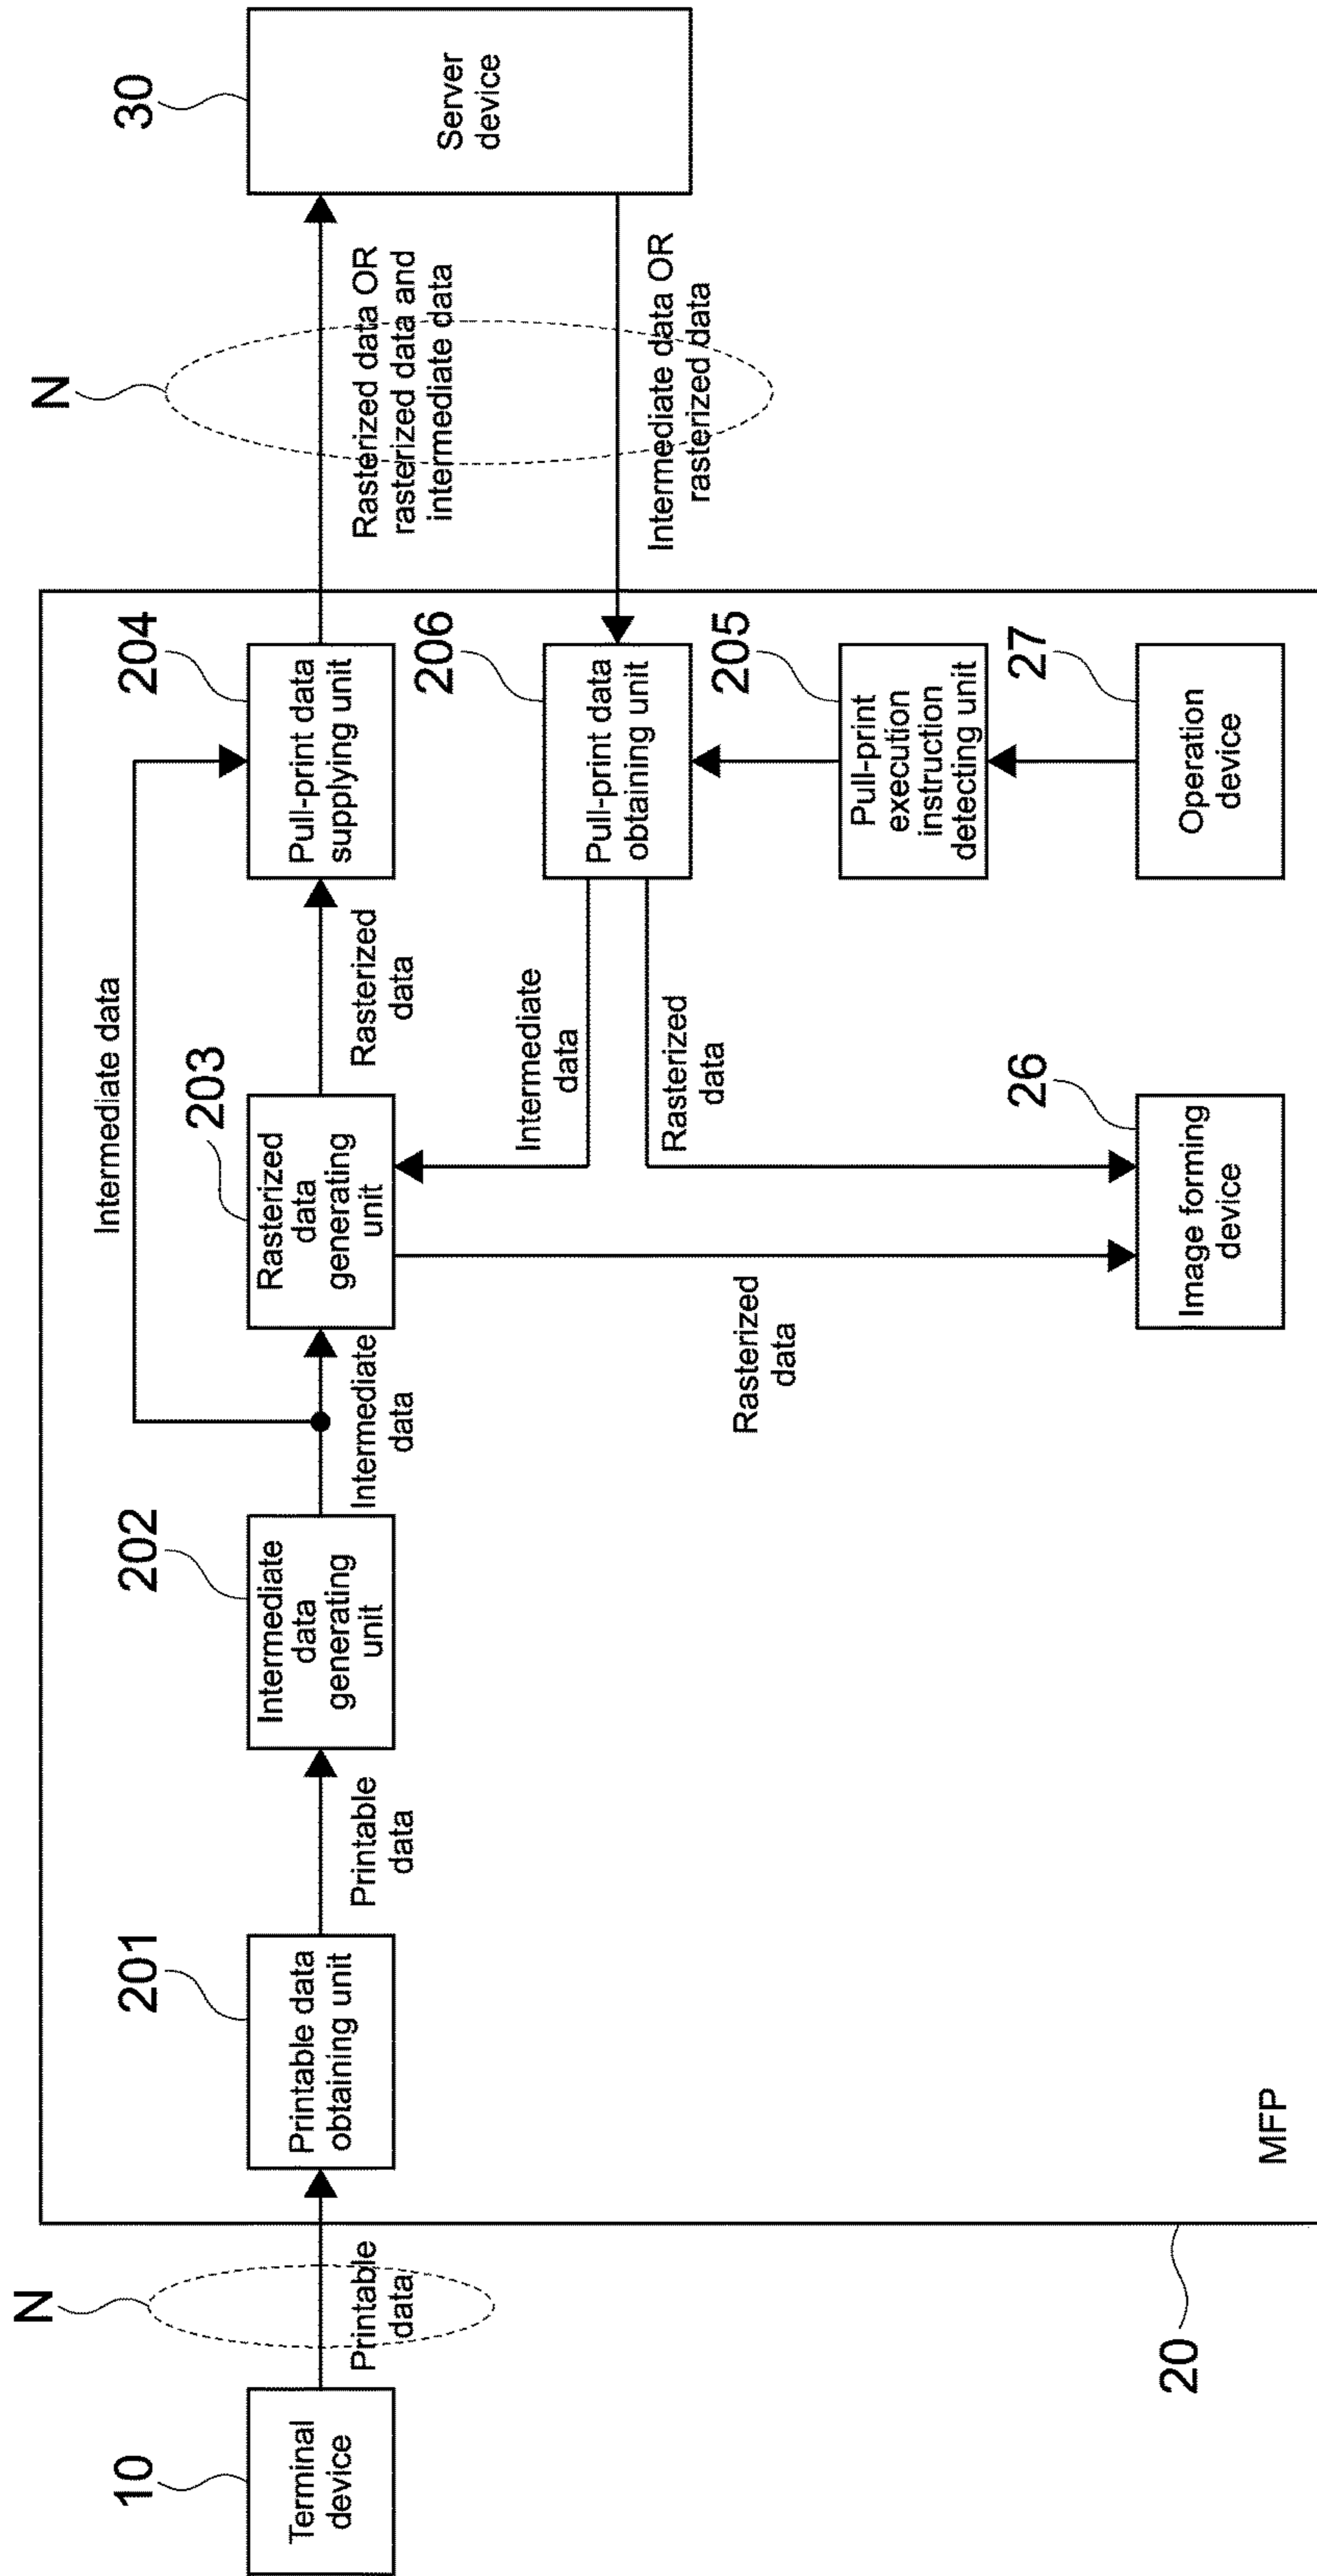 N
10
Terminal
device
Printable
data
20
MFP
201
Printable data
obtaining unit
Printable
data
202
Intermediate
data
generating
unit
Intermediate
data
Intermediate data
203
Rasterized
data
generating
unit
Rasterized
data
204
Pull-print data
supplying unit
N
Rasterized data OR
rasterized data and
intermediate data
30
Server
device
Intermediate data OR
rasterized data
206
Pull-print data
obtaining unit
Intermediate
data
Rasterized
data
Rasterized
data
205
Pull-print
execution
instruction
detecting unit
26
Image forming
device
27
Operation
device